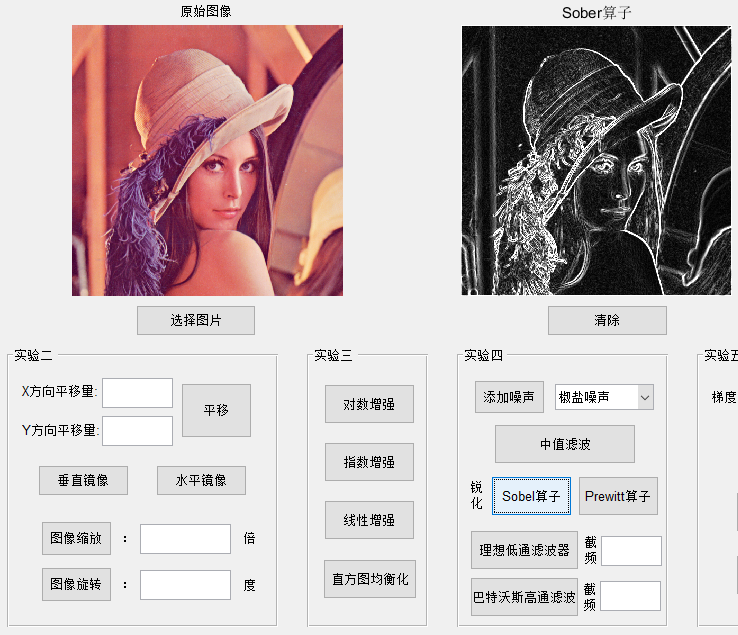 原始图像
Sober算子
选择图片
清除
实验二
X方向平移量:
平移
Y方向平移量:
垂直镜像
水平镜像
图像缩放 : 倍
图像旋转 : 度
实验三
对数增强
指数增强
线性增强
直方图均衡化
实验四
添加噪声
椒盐噪声
中值滤波
锐化
Sobel算子
Prewitt算子
理想低通滤波器
截频
巴特沃斯高通滤波
截频
实验五
梯度